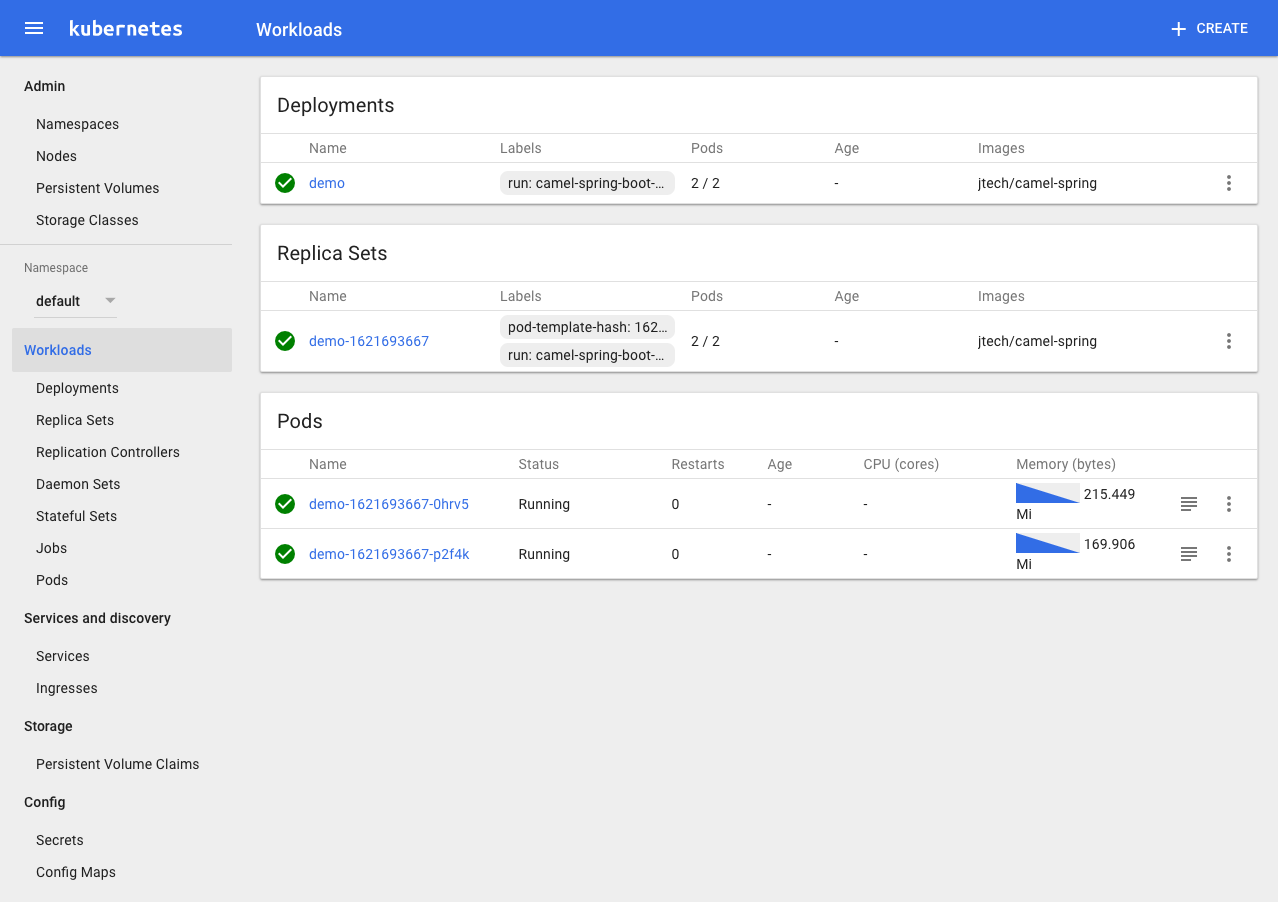 kubernetes
Workloads
CREATE
Admin
Namespaces
Nodes
Persistent Volumes
Storage Classes
Namespace
default
Workloads
Deployments
Replica Sets
Replication Controllers
Daemon Sets
Stateful Sets
Jobs
Pods
Services and discovery
Services
Ingresses
Storage
Persistent Volume Claims
Config
Secrets
Config Maps
Deployments
Name Labels Pods Age Images
demo run: camel-spring-boot-... 2 / 2 - jtech/camel-spring
Replica Sets
Name Labels Pods Age Images
pod-template-hash: 162...
demo-1621693667 2 / 2 - jtech/camel-spring
run: camel-spring-boot-...
Pods
Name Status Restarts Age CPU (cores) Memory (bytes)
demo-1621693667-0hrv5 Running 0 - - 215.449
Mi
demo-1621693667-p2f4k Running 0 - - 169.906
Mi